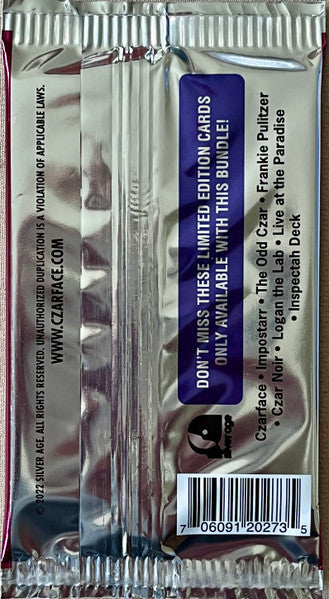 © 2022 SILVER AGE. ALL RIGHTS RESERVED. UNAUTHORIZED DUPLICATION IS A VIOLATION OF APPLICABLE LAWS.
WWW.CZARFACE.COM
DON'T MISS THESE LIMITED EDITION CARDS
ONLY AVAILABLE WITH THIS BUNDLE!
silver age
Czarface • Impostarr • The Odd Czar • Frankie Pulitzer
• Czar Noir • Logan the Lab • Live at the Paradise
• Inspectah Deck
7 06091 20273 5